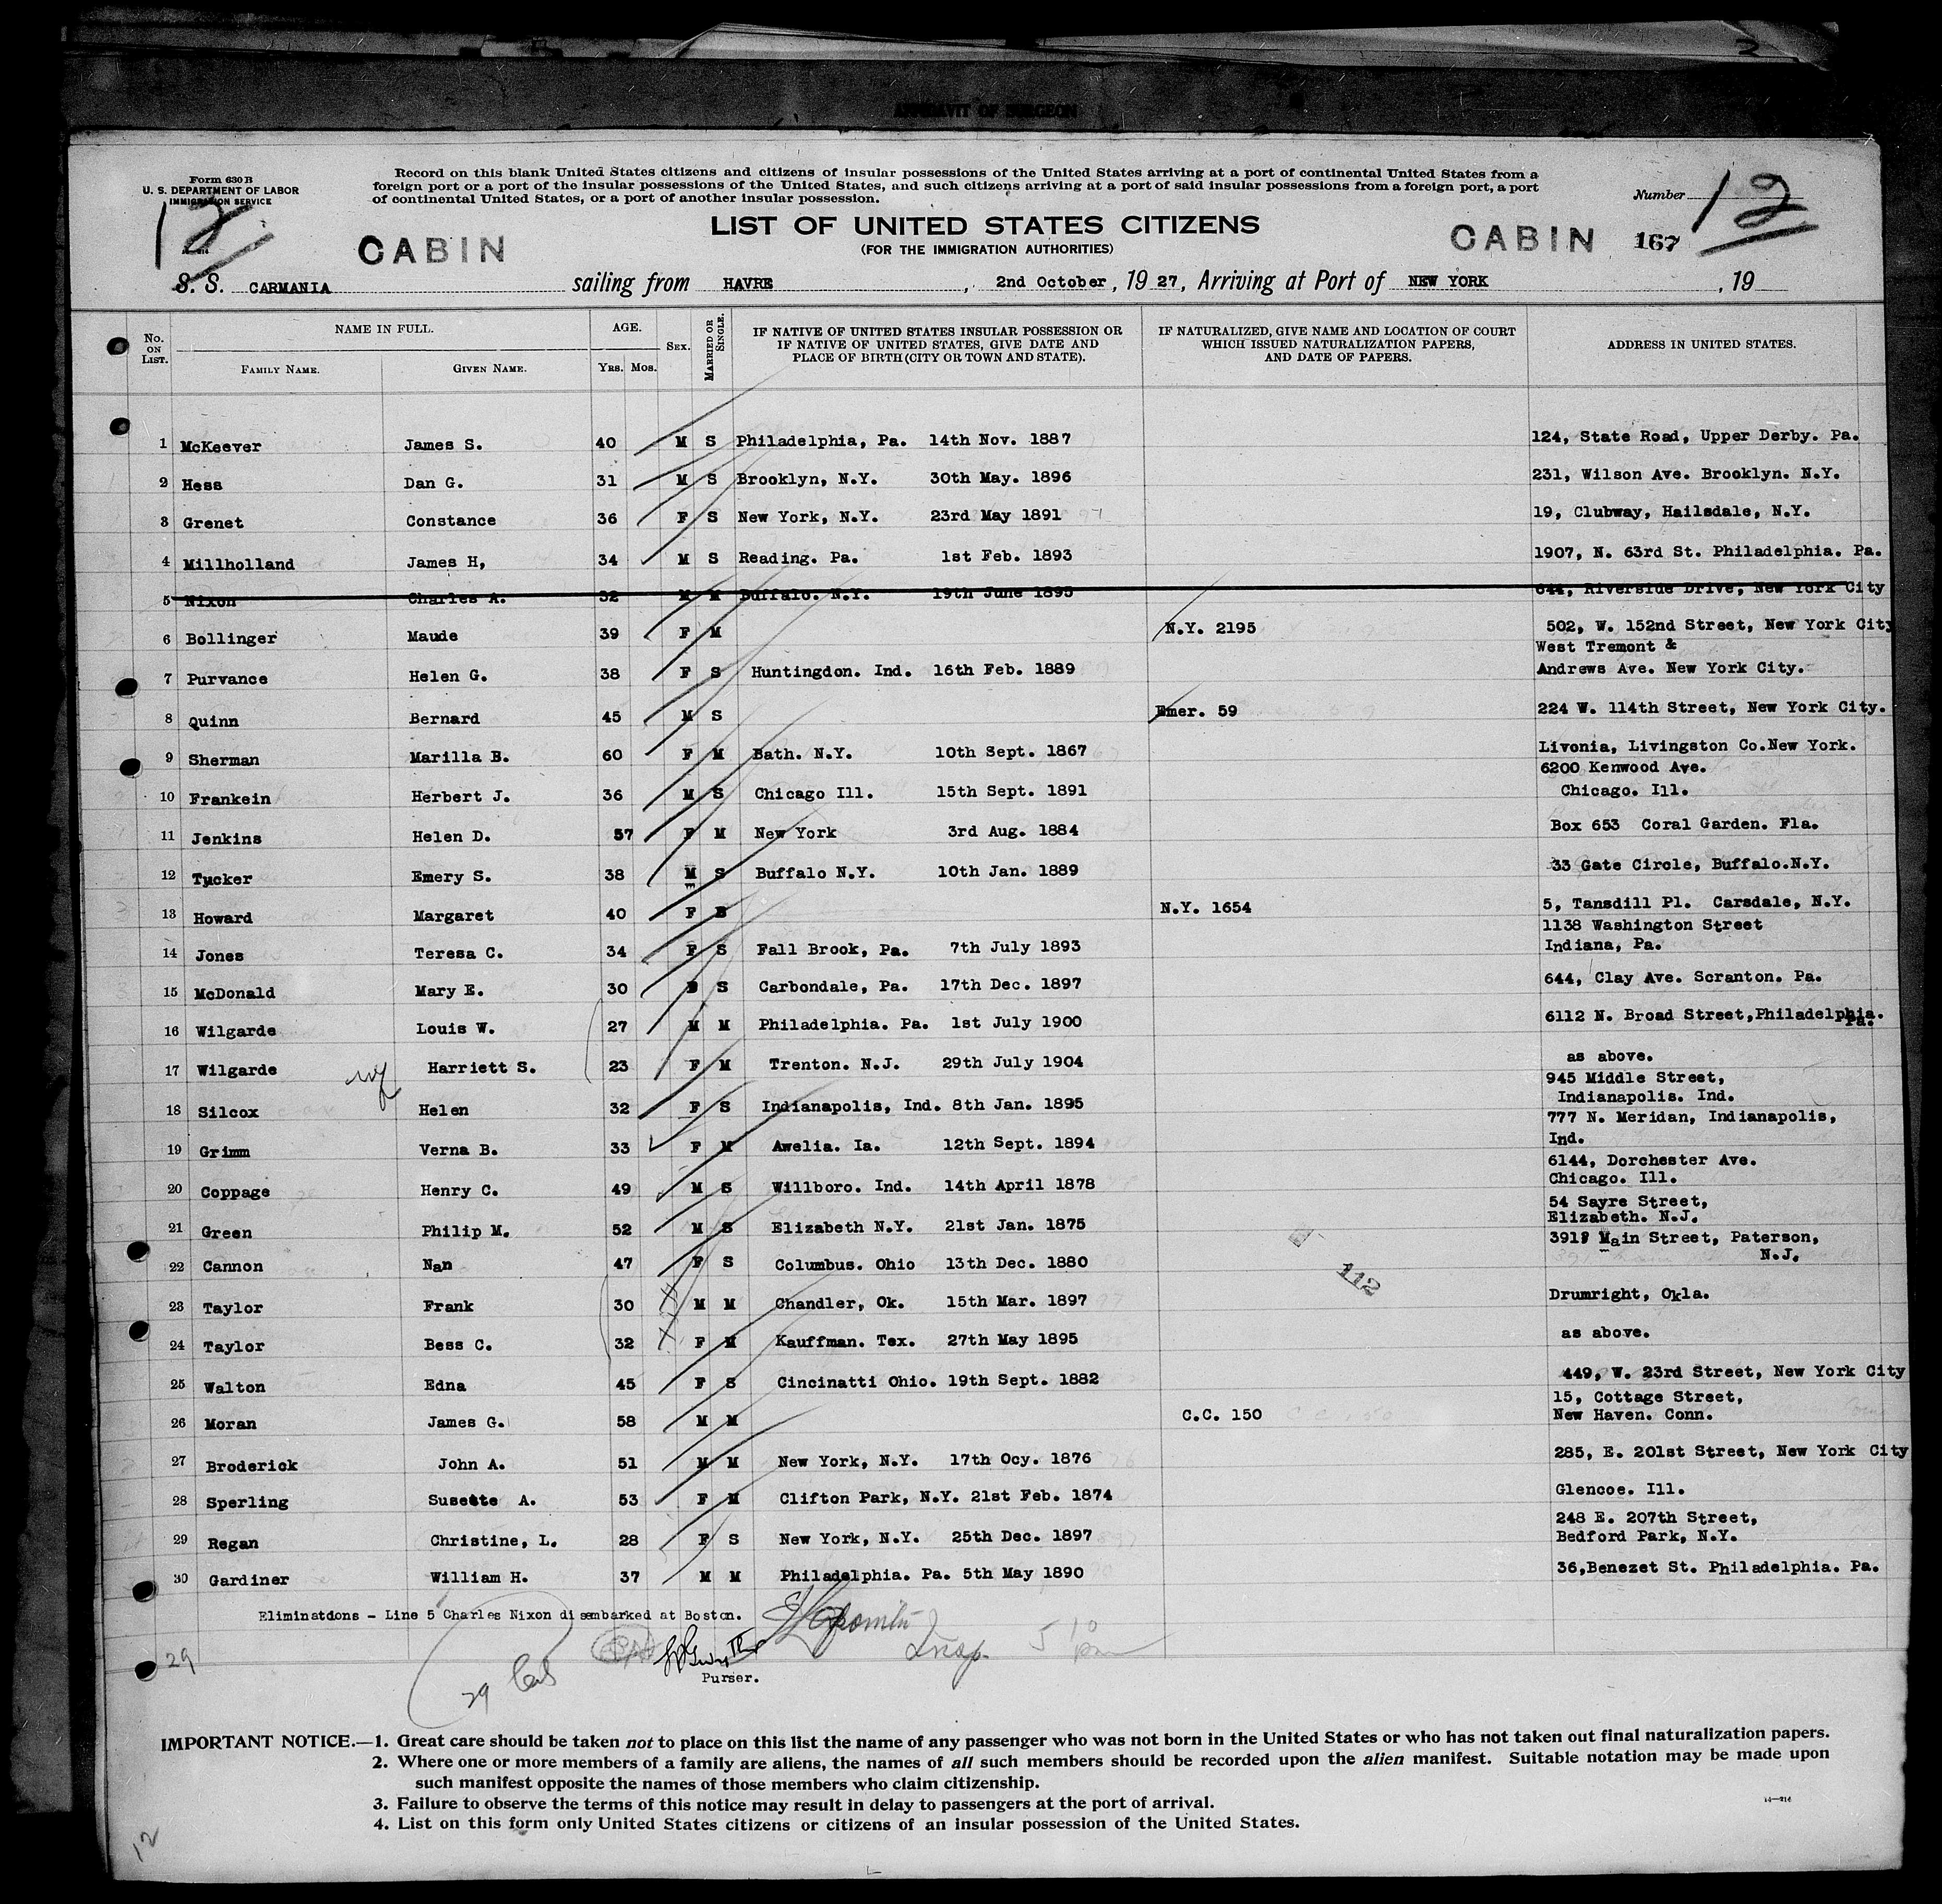 AFFIDAVIT OF SURGEON
2
Form 630 B
U. S. DEPARTMENT OF LABOR
IMMIGRATION SERVICE
12
Record on this blank United States citizens and citizens of insular possessions of the United States arriving at a port of continental United States from a
foreign port or a port of the insular possessions of the United States, and such citizens arriving at a port of said insular possessions from a foreign port, a port
of continental United States, or a port of another insular possession.
Number 12
LIST OF UNITED STATES CITIZENS
(FOR THE IMMIGRATION AUTHORITIES)
CABIN
CABIN 167
S. S. CARMANIA sailing from HAVRE, 2nd October, 19 27, Arriving at Port of NEW YORK, 19
No. ON LIST. NAME IN FULL. FAMILY NAME. GIVEN NAME. AGE. YRS. MOS. SEX. MARRIED OR SINGLE. IF NATIVE OF UNITED STATES INSULAR POSSESSION OR IF NATIVE OF UNITED STATES, GIVE DATE AND PLACE OF BIRTH (CITY OR TOWN AND STATE). IF NATURALIZED, GIVE NAME AND LOCATION OF COURT WHICH ISSUED NATURALIZATION PAPERS, AND DATE OF PAPERS. ADDRESS IN UNITED STATES.
1 McKeever James S. 40 M S Philadelphia, Pa. 14th Nov. 1887 124, State Road, Upper Derby. Pa.
2 Hess Dan G. 31 M S Brooklyn, N.Y. 30th May. 1896 231, Wilson Ave. Brooklyn. N.Y.
3 Grenet Constance 36 F S New York, N.Y. 23rd May 1891 19, Clubway, Hailsdale, N.Y.
4 Millholland James H, 34 M S Reading. Pa. 1st Feb. 1893 1907, N. 63rd St. Philadelphia. Pa.
5 Nixon Charles A. 32 M M Buffalo. N.Y. 19th June 1895 644, Riverside Drive, New York City
6 Bollinger Maude 39 F M N.Y. 2195 502, W. 152nd Street, New York City
West Tremont &
7 Purvance Helen G. 38 F S Huntingdon. Ind. 16th Feb. 1889 Andrews Ave. New York City.
8 Quinn Bernard 45 M S Emer. 59 224 W. 114th Street, New York City.
9 Sherman Marilla B. 60 F M Bath. N.Y. 10th Sept. 1867 Livonia, Livingston Co.New York.
6200 Kenwood Ave.
10 Frankein Herbert J. 36 M S Chicago Ill. 15th Sept. 1891 Chicago. Ill.
11 Jenkins Helen D. 57 F M New York 3rd Aug. 1884 Box 653 Coral Garden. Fla.
12 Tucker Emery S. 38 M S Buffalo N.Y. 10th Jan. 1889 33 Gate Circle, Buffalo.N.Y.
13 Howard Margaret 40 F N.Y. 1654 5, Tansdill Pl. Carsdale, N.Y.
1138 Washington Street
14 Jones Teresa C. 34 F S Fall Brook, Pa. 7th July 1893 Indiana, Pa.
15 McDonald Mary E. 30 S Carbondale, Pa. 17th Dec. 1897 644, Clay Ave. Scranton. Pa.
16 Wilgarde Louis W. 27 M M Philadelphia. Pa. 1st July 1900 6112 N. Broad Street,Philadelphia.
Pa.
17 Wilgarde wf Harriett S. 23 F M Trenton. N.J. 29th July 1904 as above.
945 Middle Street,
18 Silcox Helen 32 F S Indianapolis, Ind. 8th Jan. 1895 Indianapolis. Ind.
777 N. Meridan, Indianapolis,
19 Grimm Verna B. 33 F M Awelia. Ia. 12th Sept. 1894 Ind.
6144, Dorchester Ave.
20 Coppage Henry C. 49 M S Willboro. Ind. 14th April 1878 Chicago. Ill.
54 Sayre Street,
21 Green Philip M. 52 M S Elizabeth N.Y. 21st Jan. 1875 Elizabeth. N.J.
Main Street, Paterson,
22 Cannon Nan 47 F S Columbus. Ohio 13th Dec. 1880 N.J.
112
23 Taylor Frank 30 M M Chandler, Ok. 15th Mar. 1897 Drumright, Okla.
24 Taylor Bess C. 32 F M Kauffman. Tex. 27th May 1895 as above.
25 Walton Edna 45 F S Cincinatti Ohio. 19th Sept. 1882 449, W. 23rd Street, New York City
15, Cottage Street,
26 Moran James G. 58 M M C.C. 150 New Haven. Conn.
27 Broderick John A. 51 M M New York, N.Y. 17th Ocy. 1876 285, E. 201st Street, New York City
28 Sperling Susette A. 53 F M Clifton Park, N.Y. 21st Feb. 1874 Glencoe. Ill.
248 E. 207th Street,
29 Regan Christine, L. 28 F S New York, N.Y. 25th Dec. 1897 Bedford Park, N.Y.
30 Gardiner William H. 37 M M Philadelphia. Pa. 5th May 1890 36,Benezet St. Philadelphia. Pa.
Eliminations - Line 5 Charles Nixon disembarked at Boston.
Insp. 5 10 pm
29
Purser.
29
IMPORTANT NOTICE.—1. Great care should be taken not to place on this list the name of any passenger who was not born in the United States or who has not taken out final naturalization papers.
2. Where one or more members of a family are aliens, the names of all such members should be recorded upon the alien manifest. Suitable notation may be made upon
such manifest opposite the names of those members who claim citizenship.
3. Failure to observe the terms of this notice may result in delay to passengers at the port of arrival.
4. List on this form only United States citizens or citizens of an insular possession of the United States.
14—214
12